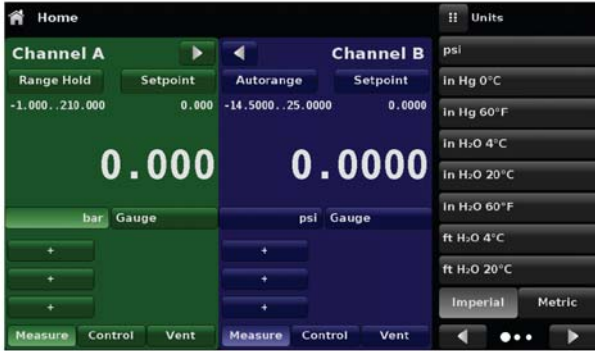 Home
Units
Channel A
Channel B
Range Hold Setpoint
Autorange Setpoint
-1.000..210.000 0.000
-14.5000..25.0000 0.0000
0.000
0.0000
bar Gauge
psi Gauge
+
+
+
+
+
+
Measure Control Vent
Measure Control Vent
psi
in Hg 0°C
in Hg 60°F
in H₂O 4°C
in H₂O 20°C
in H₂O 60°F
ft H₂O 4°C
ft H₂O 20°C
Imperial Metric